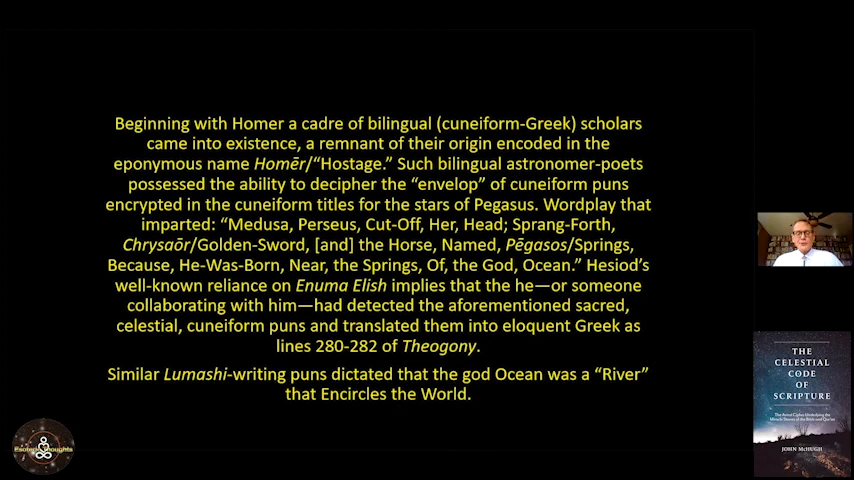 Beginning with Homer a cadre of bilingual (cuneiform-Greek) scholars
came into existence, a remnant of their origin encoded in the
eponymous name Homēr/“Hostage.” Such bilingual astronomer-poets
possessed the ability to decipher the “envelop” of cuneiform puns
encrypted in the cuneiform titles for the stars of Pegasus. Wordplay that
imparted: “Medusa, Perseus, Cut-Off, Her, Head; Sprang-Forth,
Chrysaōr/Golden-Sword, [and] the Horse, Named, Pēgasos/Springs,
Because, He-Was-Born, Near, the Springs, Of, the God, Ocean.” Hesiod’s
well-known reliance on Enuma Elish implies that the he—or someone
collaborating with him—had detected the aforementioned sacred,
celestial, cuneiform puns and translated them into eloquent Greek as
lines 280-282 of Theogony.
Similar Lumashi-writing puns dictated that the god Ocean was a “River”
that Encircles the World.
THE
CELESTIAL
CODE
OF
SCRIPTURE
JOHN McHUGH
Esoteric Thoughts